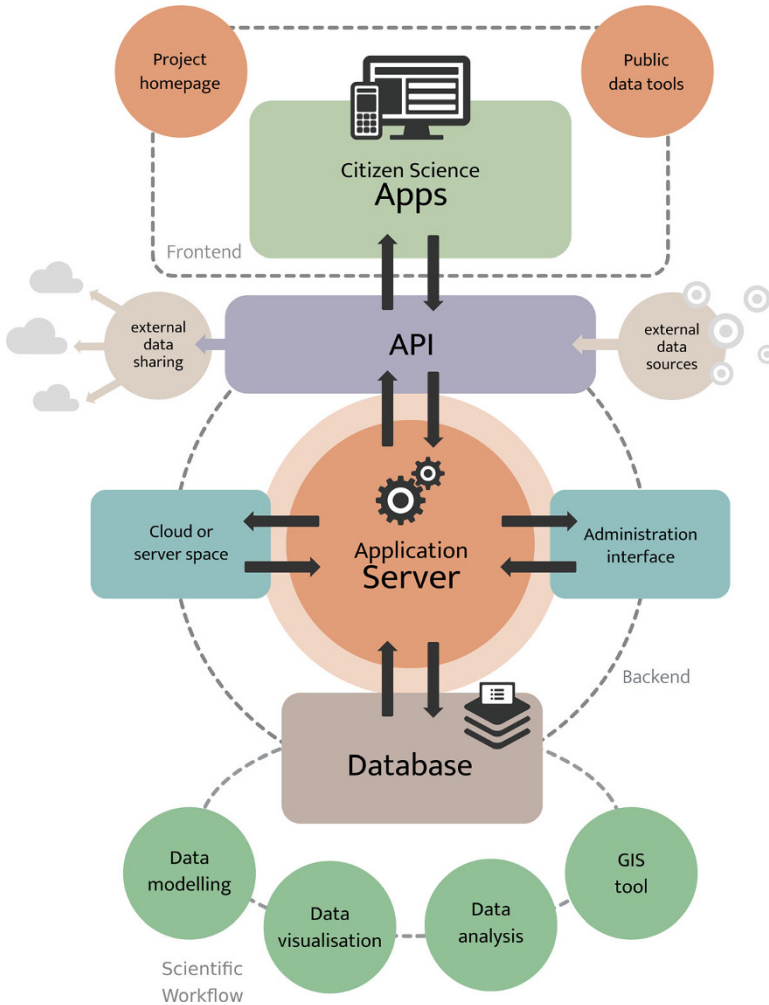 Project
homepage
Public
data tools
Citizen Science
Apps
Frontend
external
data
sharing
API
external
data
sources
Cloud or
server space
Application
Server
Administration
interface
Backend
Database
Data
modelling
Data
visualisation
Data
analysis
GIS
tool
Scientific
Workflow